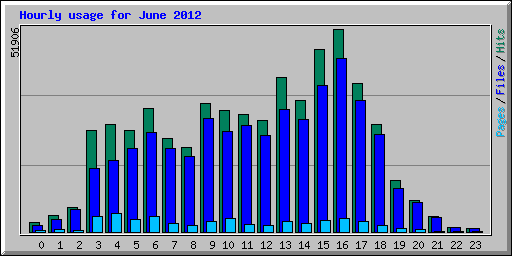 Hourly usage for June 2012
51906
Pages / Files / Hits
0 1 2 3 4 5 6 7 8 9 10 11 12 13 14 15 16 17 18 19 20 21 22 23